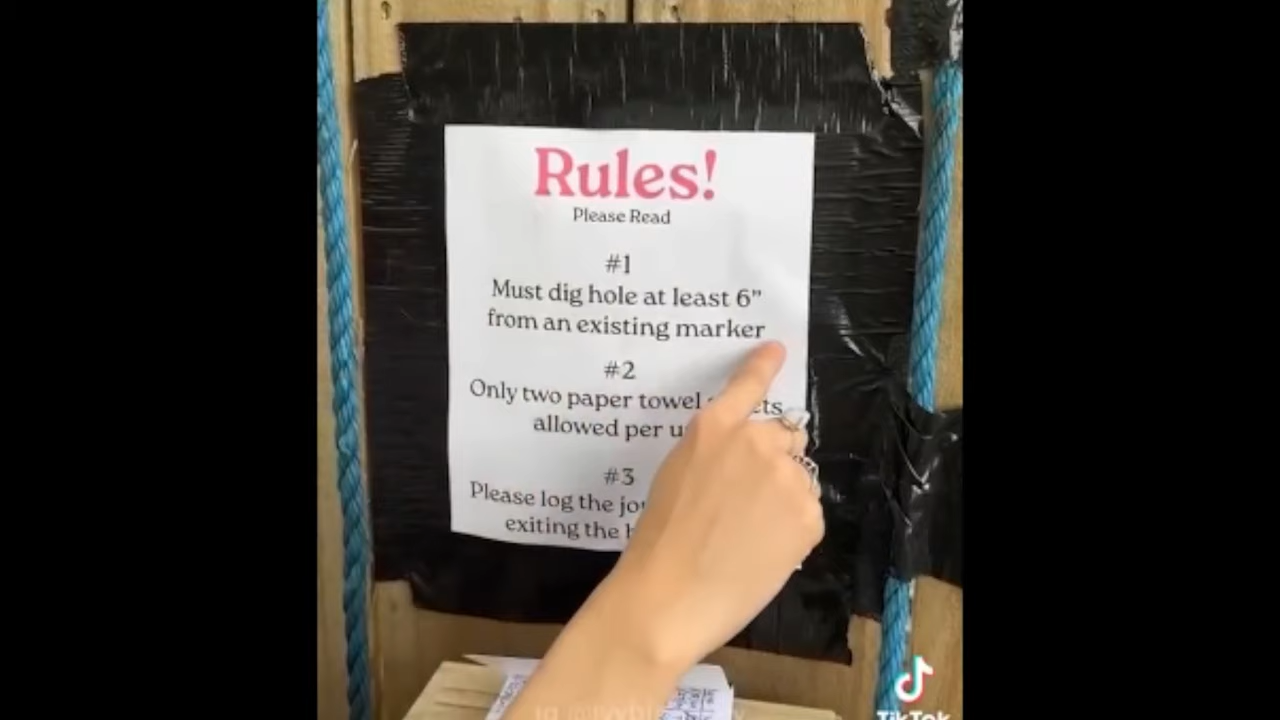 Rules!
Please Read
#1
Must dig hole at least 6”
from an existing marker
#2
Only two paper towel
allowed per
#3
Please log the
exiting the
TikTok